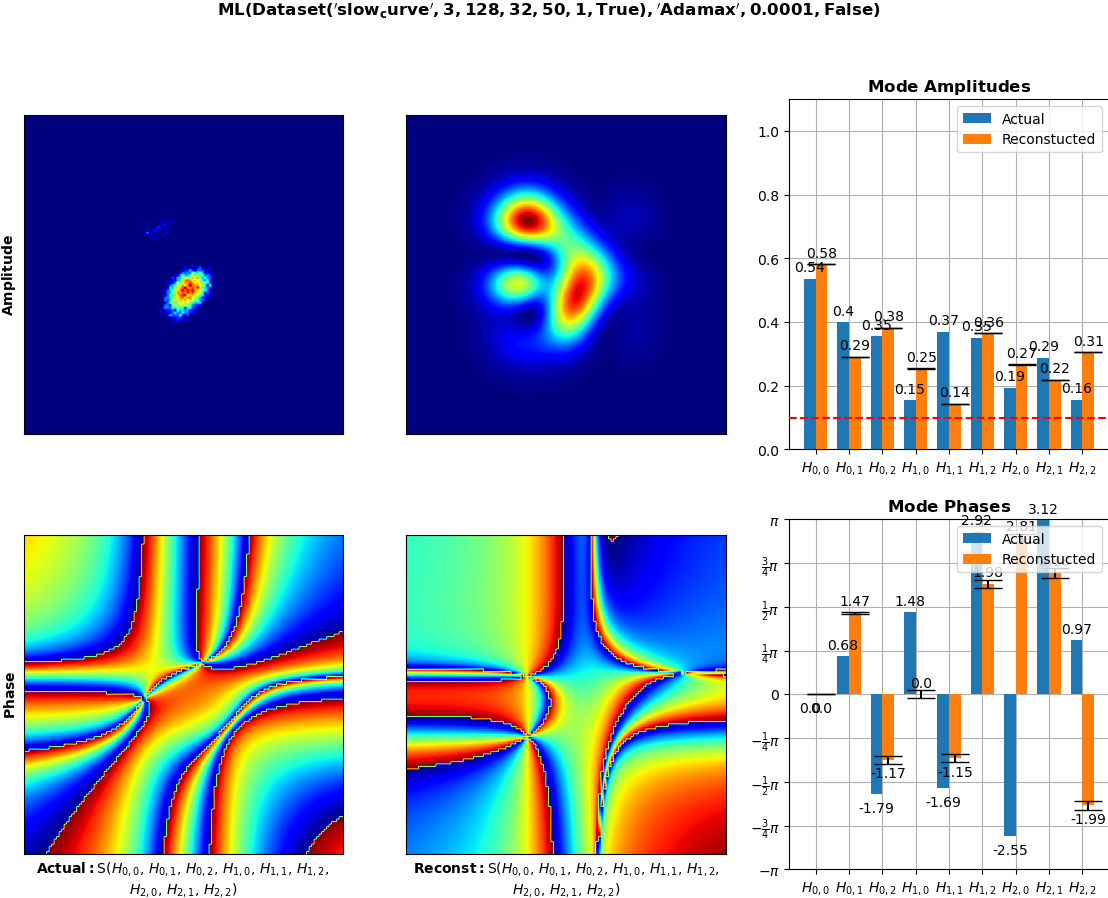 ML(Dataset('slow_curve', 3, 128, 32, 50, 1, True), 'Adamax', 0.0001, False)
Amplitude
Mode Amplitudes
Actual
Reconstucted
1.0
0.8
0.6
0.4
0.2
0.0
0.54 0.4 0.35 0.15 0.37 0.35 0.19 0.29 0.16
0.58 0.29 0.38 0.25 0.14 0.36 0.27 0.22 0.31
H0,0 H0,1 H0,2 H1,0 H1,1 H1,2 H2,0 H2,1 H2,2
Phase
Mode Phases
Actual
Reconstucted
π
3/4π
1/2π
1/4π
0
−1/4π
−1/2π
−3/4π
−π
0.0 0.68 -1.79 1.48 -1.69 2.92 -2.55 3.12 0.97
0.0 1.47 -1.17 0.0 -1.15 1.98 2.81 -1.99
H0,0 H0,1 H0,2 H1,0 H1,1 H1,2 H2,0 H2,1 H2,2
Actual: S(H0,0, H0,1, H0,2, H1,0, H1,1, H1,2,
H2,0, H2,1, H2,2)
Reconst: S(H0,0, H0,1, H0,2, H1,0, H1,1, H1,2,
H2,0, H2,1, H2,2)